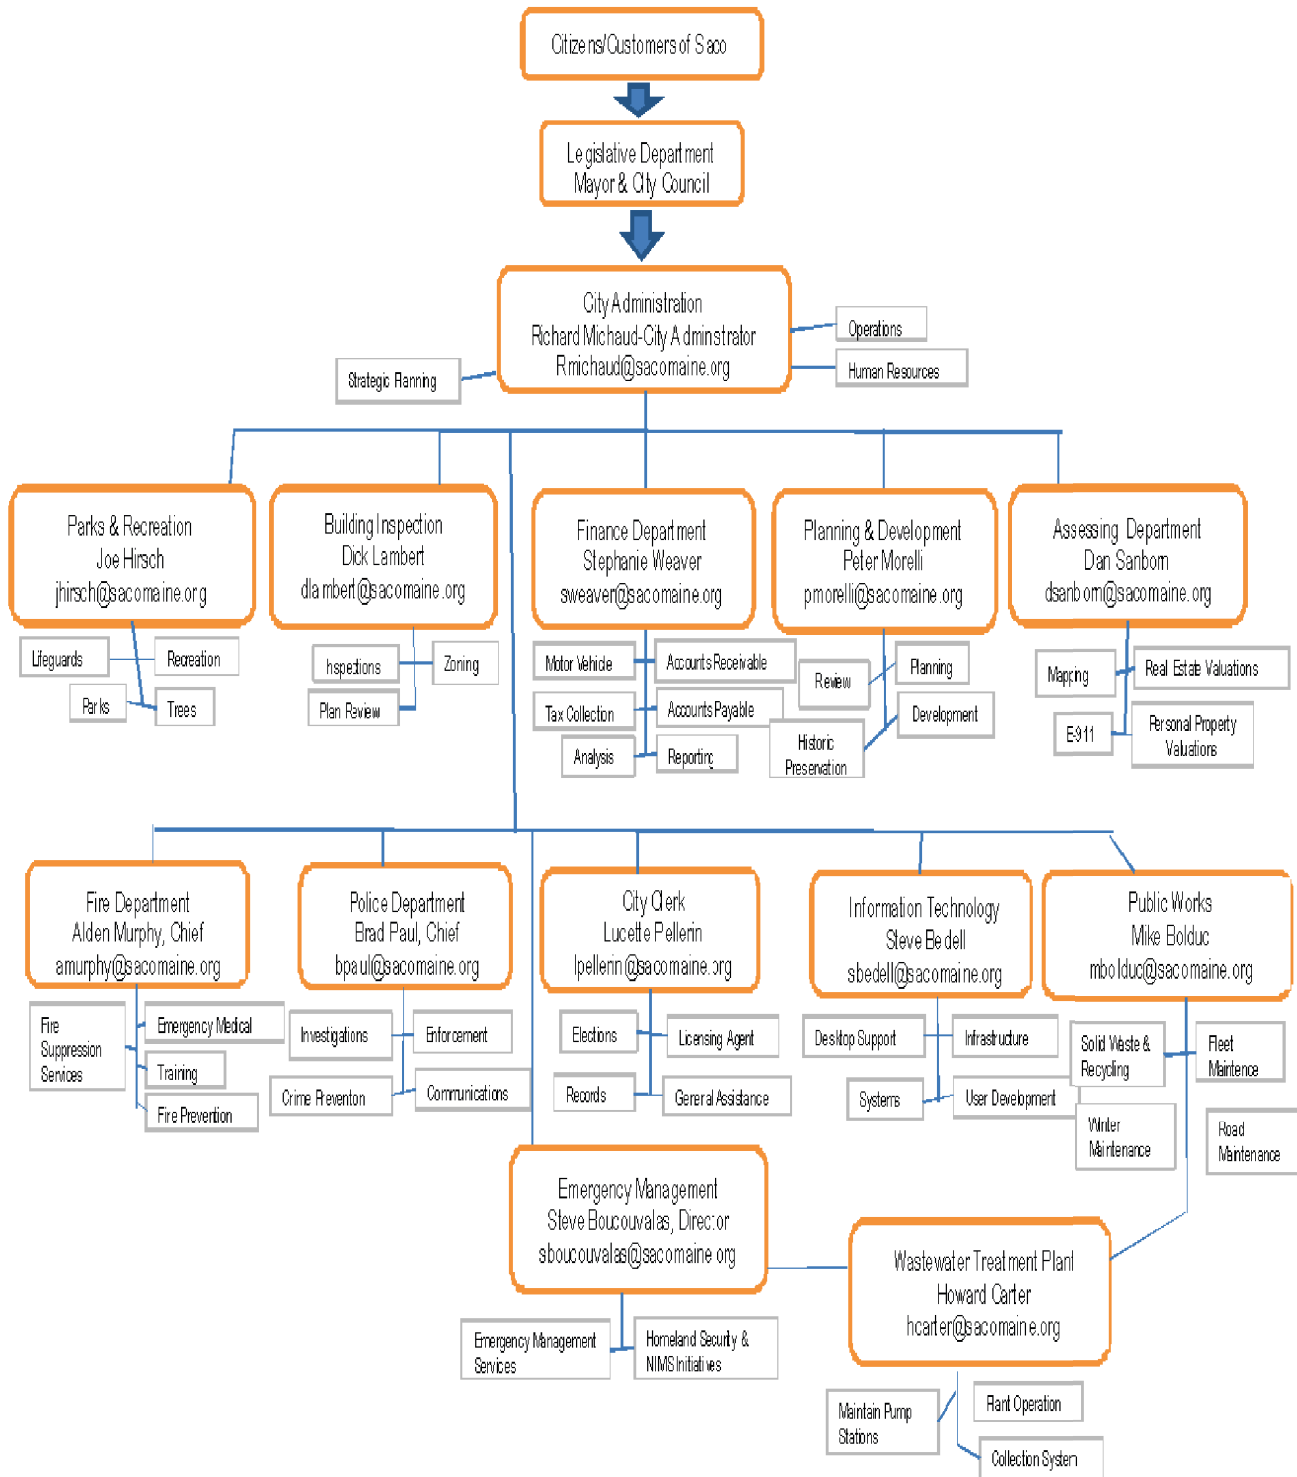 Citizens/Customers of Saco
Legislative Department
Mayor & City Council
City Administration
Richard Michaud-City Adminstrator
Rmichaud@sacomaine.org
Operations
Human Resources
Strategic Planning
Parks & Recreation
Joe Hirsch
jhirsch@sacomaine.org
Building Inspection
Dick Lambert
dlambert@sacomaine.org
Finance Department
Stephanie Weaver
sweaver@sacomaine.org
Planning & Development
Peter Morelli
pmorelli@sacomaine.org
Assessing Department
Dan Sanborn
dsanborn@sacomaine.org
Lifeguards
Recreation
Parks
Trees
Inspections
Zoning
Plan Review
Motor Vehicle
Accounts Receivable
Tax Collection
Accounts Payable
Analysis
Reporting
Review
Planning
Development
Historic
Preservation
Mapping
Real Estate Valuations
E-911
Personal Property
Valuations
Fire Department
Alden Murphy, Chief
amurphy@sacomaine.org
Police Department
Brad Paul, Chief
bpaul@sacomaine.org
City Clerk
Lucette Pellerin
lpellerin@sacomaine.org
Information Technology
Steve Bedell
sbedell@sacomaine.org
Public Works
Mike Bolduc
mbolduc@sacomaine.org
Fire
Suppression
Services
Emergency Medical
Training
Fire Prevention
Investigations
Enforcement
Crime Preventon
Communications
Elections
Licensing Agent
Records
General Assistance
Desktop Support
Infrastructure
Systems
User Development
Solid Waste &
Recycling
Fleet
Maintence
Winter
Maintenance
Road
Maintenance
Emergency Management
Steve Boucouvalas, Director
sboucouvalas@sacomaine.org
Wastewater Treatment Plant
Howard Carter
hcarter@sacomaine.org
Emergency Management
Services
Homeland Security &
NIMS Initiatives
Maintain Pump
Stations
Plant Operation
Collection System